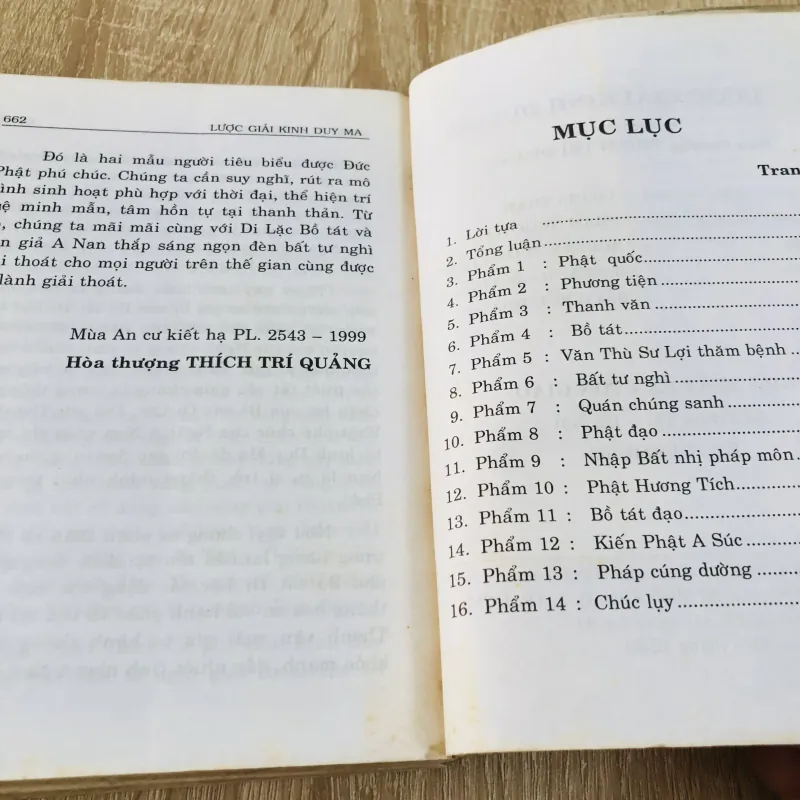 662
LƯỢC GIẢI KINH DUY MA
Đó là hai mẫu người tiêu biểu được Đức
Phật phú chúc. Chúng ta cần suy nghĩ, rút ra mô
ình sinh hoạt phù hợp với thời đại, thể hiện trí
ệ minh mẫn, tâm hồn tự tại thanh thản. Từ
, chúng ta mãi mãi cùng với Di Lặc Bồ tát và
n giả A Nan thắp sáng ngọn đèn bất tư nghì
i thoát cho mọi người trên thế gian cùng được
lành giải thoát.
Mùa An cư kiết hạ PL. 2543 – 1999
Hòa thượng THÍCH TRÍ QUẢNG
MỤC LỤC
Tran
1. Lời tựa
2. Tổng luận
3. Phẩm 1 : Phật quốc
4. Phẩm 2 : Phương tiện
5. Phẩm 3 : Thanh văn
6. Phẩm 4 : Bồ tát
7. Phẩm 5 : Văn Thù Sư Lợi thăm bệnh
8. Phẩm 6 : Bất tư nghì
9. Phẩm 7 : Quán chúng sanh
10. Phẩm 8 : Phật đạo
11. Phẩm 9 : Nhập Bất nhị pháp môn
12. Phẩm 10 : Phật Hương Tích
13. Phẩm 11 : Bồ tát đạo
14. Phẩm 12 : Kiến Phật A Súc
15. Phẩm 13 : Pháp cúng dường
16. Phẩm 14 : Chúc lụy